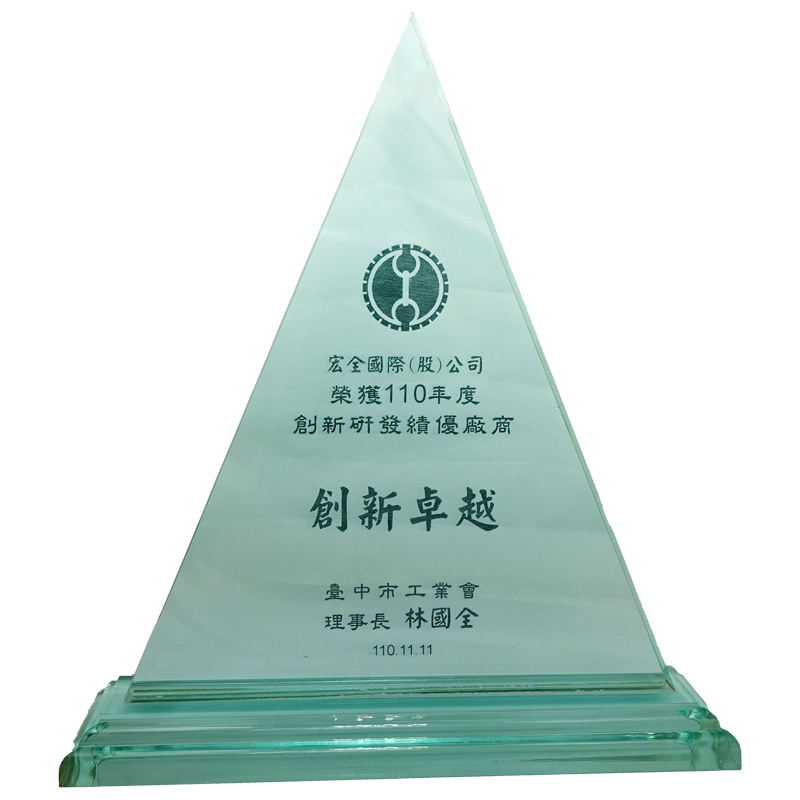 宏全國際(股)公司
榮獲110年度
創新研發績優廠商
創新卓越
臺中市工業會
理事長 林國全
110.11.11